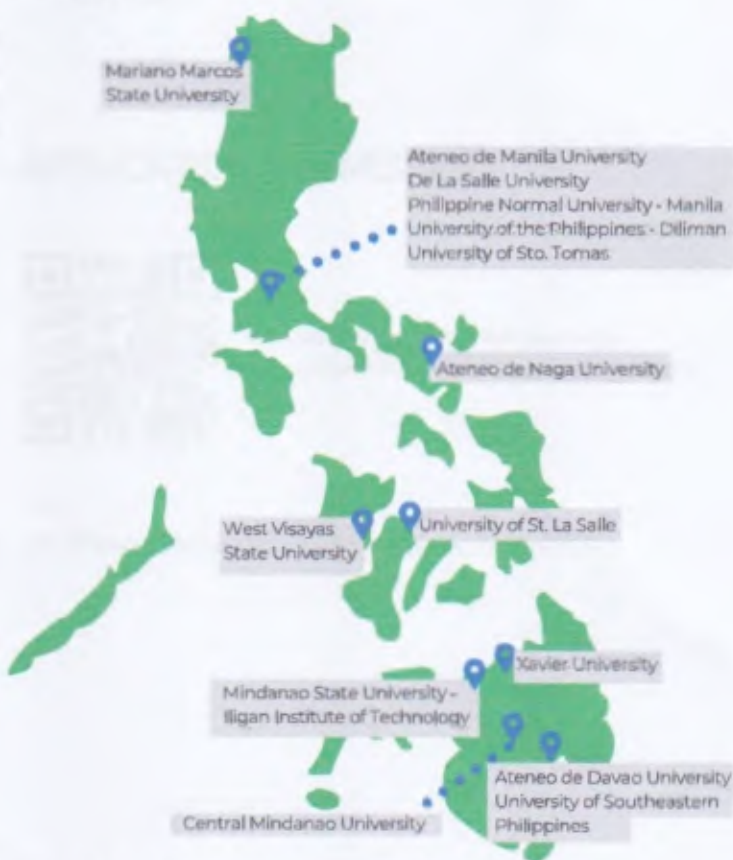 Mariano Marcos
State University
Ateneo de Manila University
De La Salle University
Philippine Normal University - Manila
University of the Philippines - Diliman
University of Sto. Tomas
Ateneo de Naga University
West Visayas
State University
University of St. La Salle
Xavier University
Mindanao State University -
Iligan Institute of Technology
Ateneo de Davao University
University of Southeastern
Philippines
Central Mindanao University